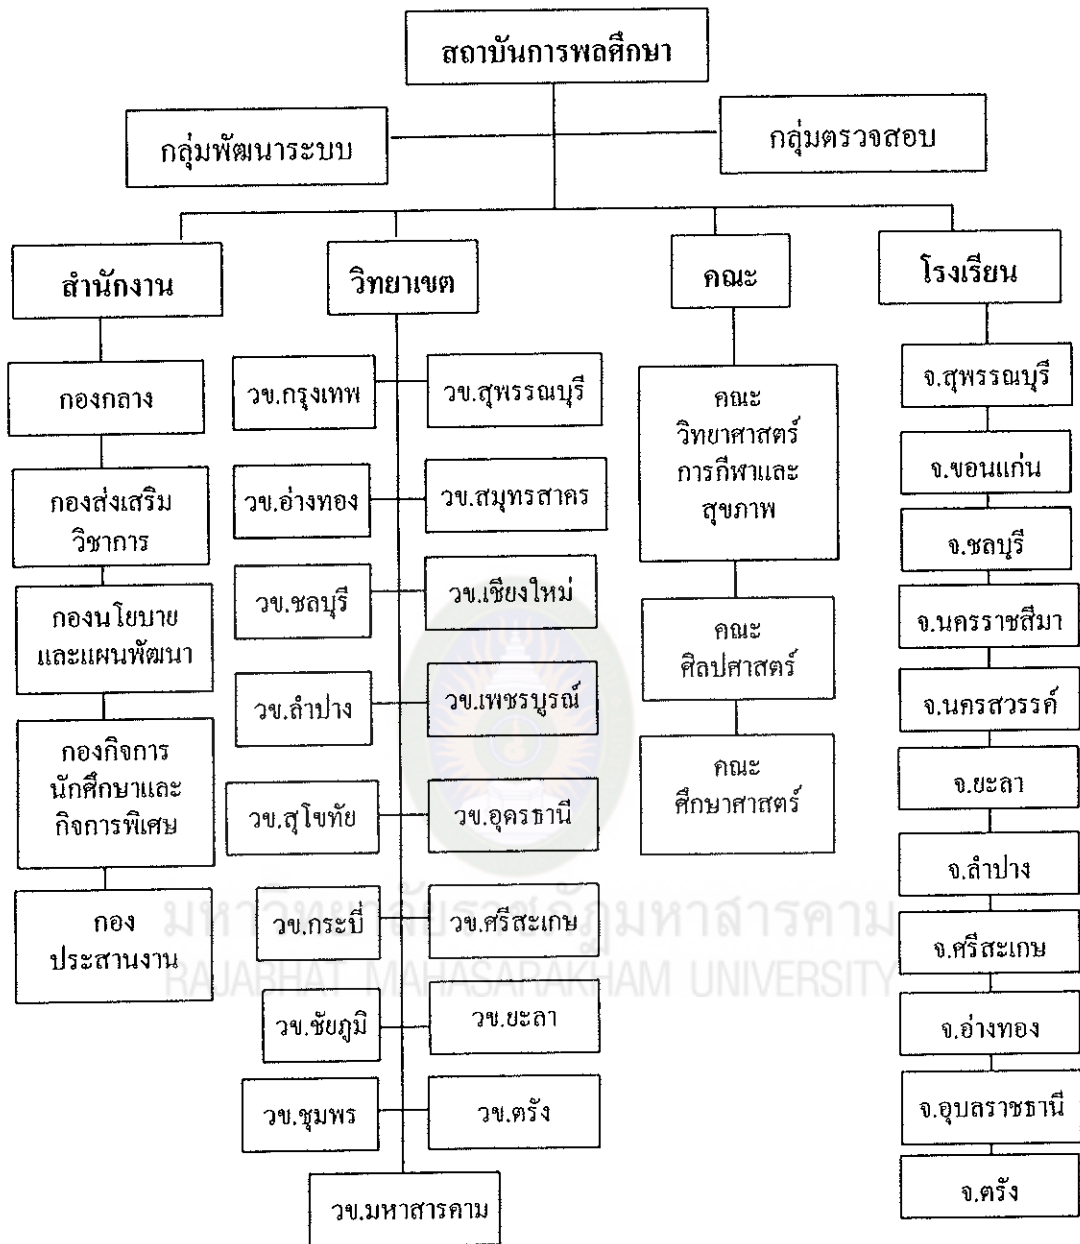 สถาบันการพลศึกษา
กลุ่มพัฒนาระบบ
กลุ่มตรวจสอบ
สำนักงาน
วิทยาเขต
คณะ
โรงเรียน
กองกลาง
กองส่งเสริม
วิชาการ
กองนโยบาย
และแผนพัฒนา
กองกิจการ
นักศึกษาและ
กิจการพิเศษ
กอง
ประสานงาน
วข.กรุงเทพ
วข.สุพรรณบุรี
วข.อ่างทอง
วข.สมุทรสาคร
วข.ชลบุรี
วข.เชียงใหม่
วข.ลำปาง
วข.เพชรบูรณ์
วข.สุโขทัย
วข.อุดรธานี
วข.กระบี่
วข.ศรีสะเกษ
วข.ชัยภูมิ
วข.ยะลา
วข.ชุมพร
วข.ตรัง
วข.มหาสารคาม
คณะ
วิทยาศาสตร์
การกีฬาและ
สุขภาพ
คณะ
ศิลปศาสตร์
คณะ
ศึกษาศาสตร์
จ.สุพรรณบุรี
จ.ขอนแก่น
จ.ชลบุรี
จ.นครราชสีมา
จ.นครสวรรค์
จ.ยะลา
จ.ลำปาง
จ.ศรีสะเกษ
จ.อ่างทอง
จ.อุบลราชธานี
จ.ตรัง
มหาวิทยาลัยราชภัฏมหาสารคาม
RAJABHAT MAHASARAKHAM UNIVERSITY